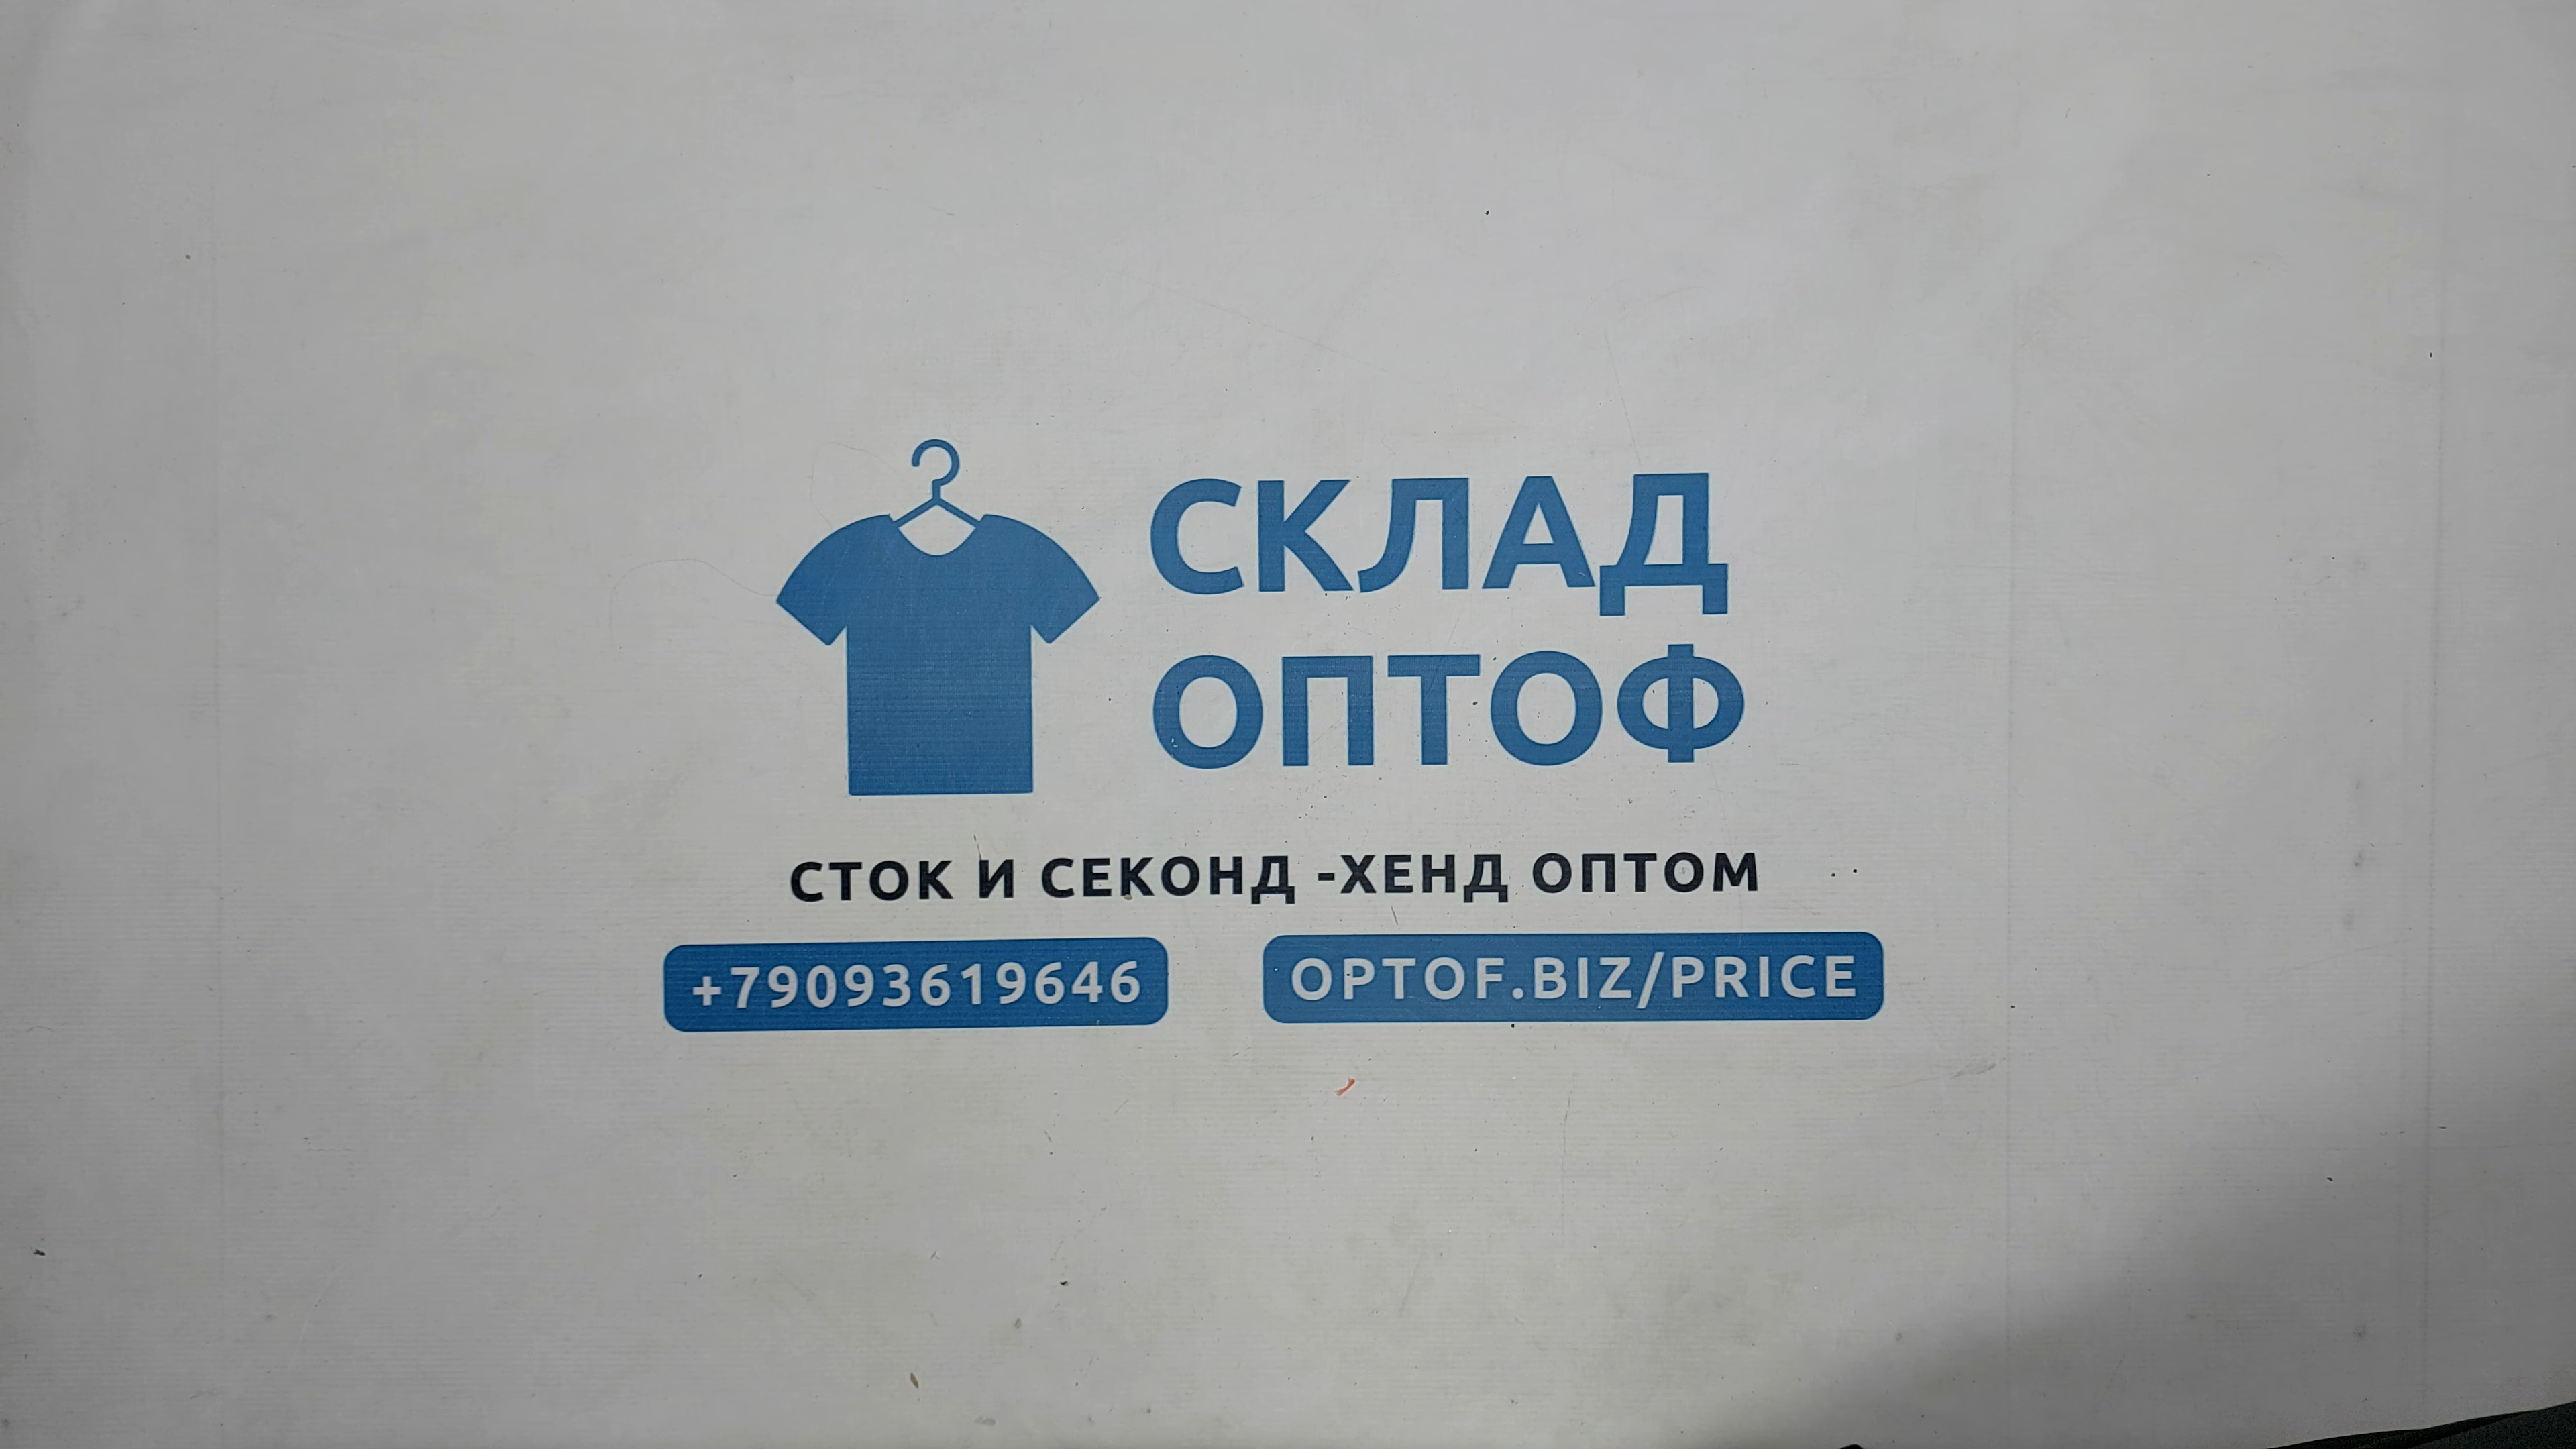 СКЛАД
ОПТОФ
СТОК И СЕКОНД -ХЕНД ОПТОМ
+79093619646
OPTOF.BIZ/PRICE